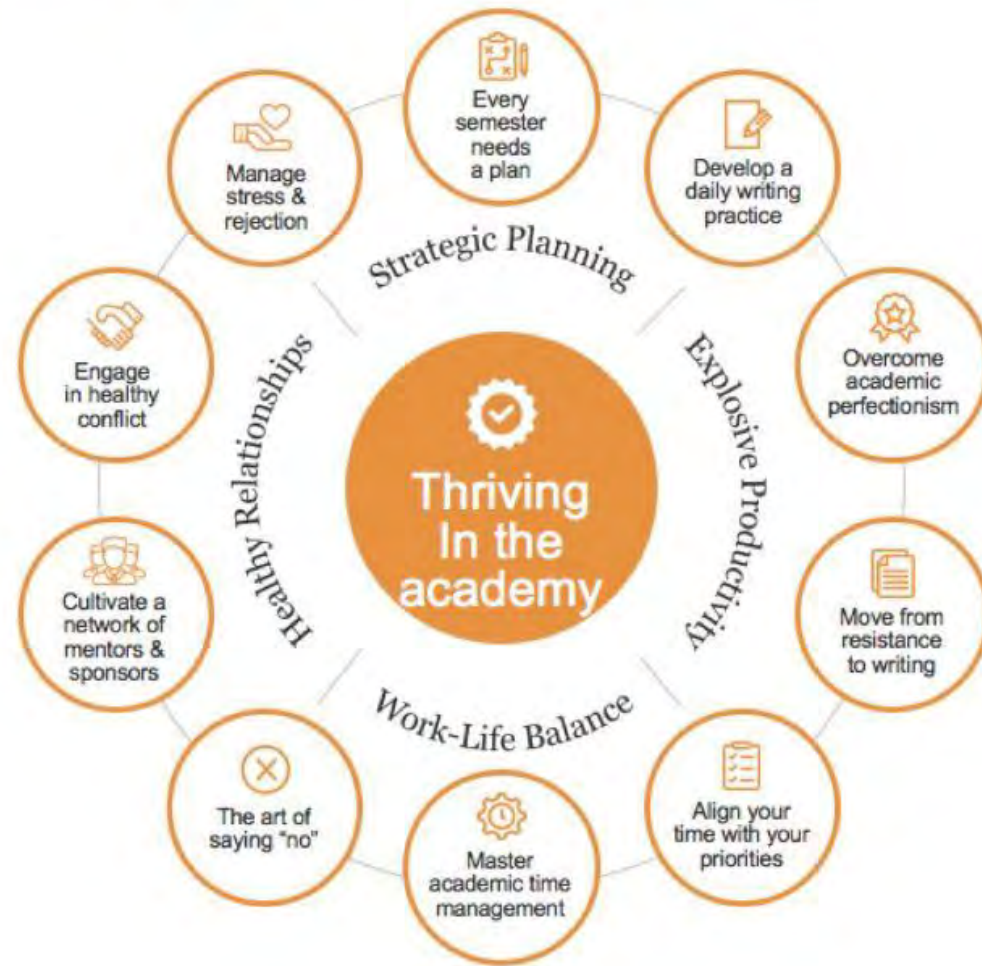 Every
semester
needs
a plan
Develop a
daily writing
practice
Overcome
academic
perfectionism
Move from
resistance
to writing
Align your
time with your
priorities
Master
academic time
management
The art of
saying “no”
Cultivate a
network of
mentors &
sponsors
Engage
in healthy
conflict
Manage
stress &
rejection
Strategic Planning
Explosive Productivity
Work-Life Balance
Healthy Relationships
Thriving
In the
academy